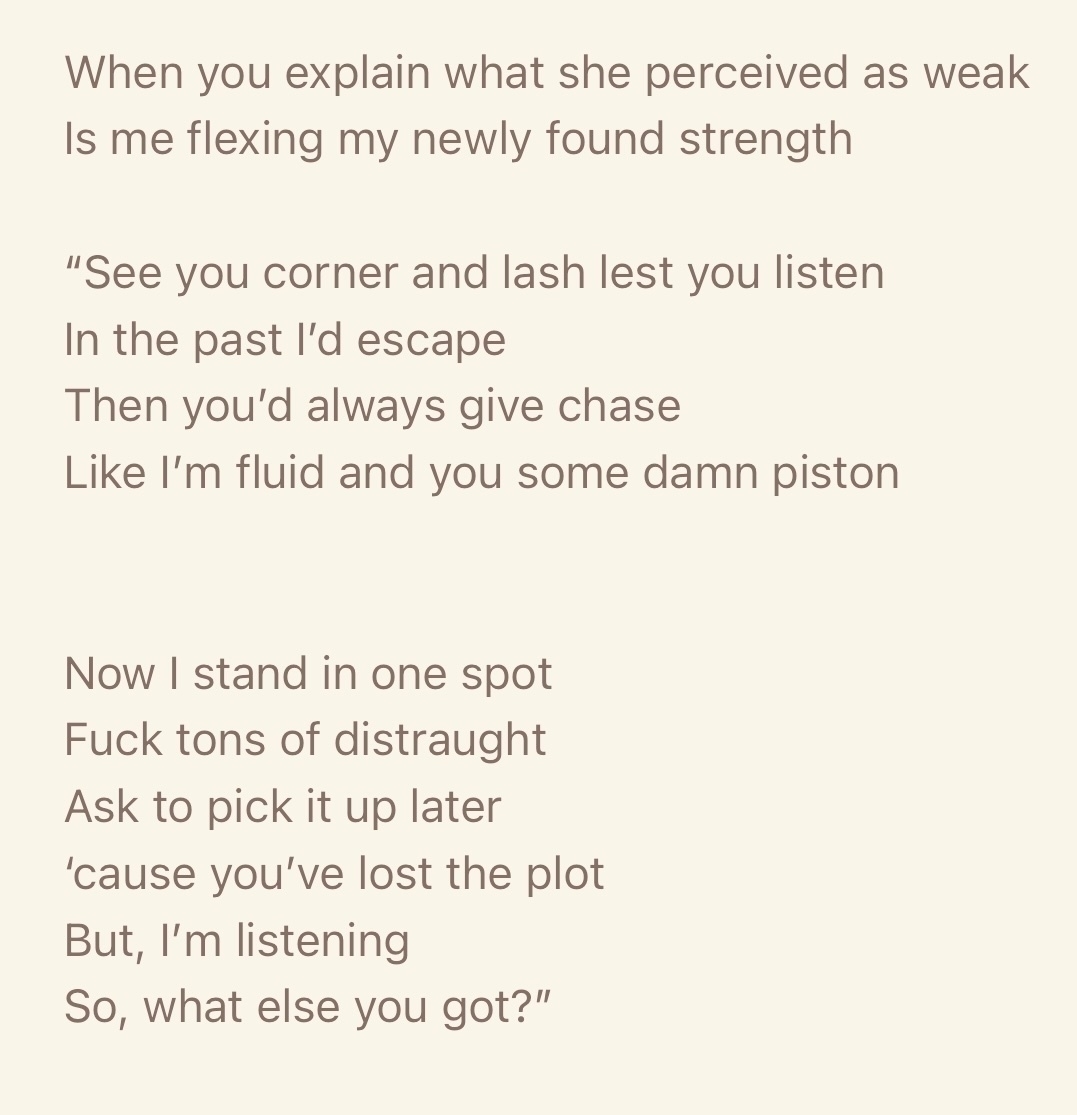 When you explain what she perceived as weak
Is me flexing my newly found strength
“See you corner and lash lest you listen
In the past I’d escape
Then you’d always give chase
Like I’m fluid and you some damn piston
Now I stand in one spot
Fuck tons of distraught
Ask to pick it up later
‘cause you’ve lost the plot
But, I’m listening
So, what else you got?”